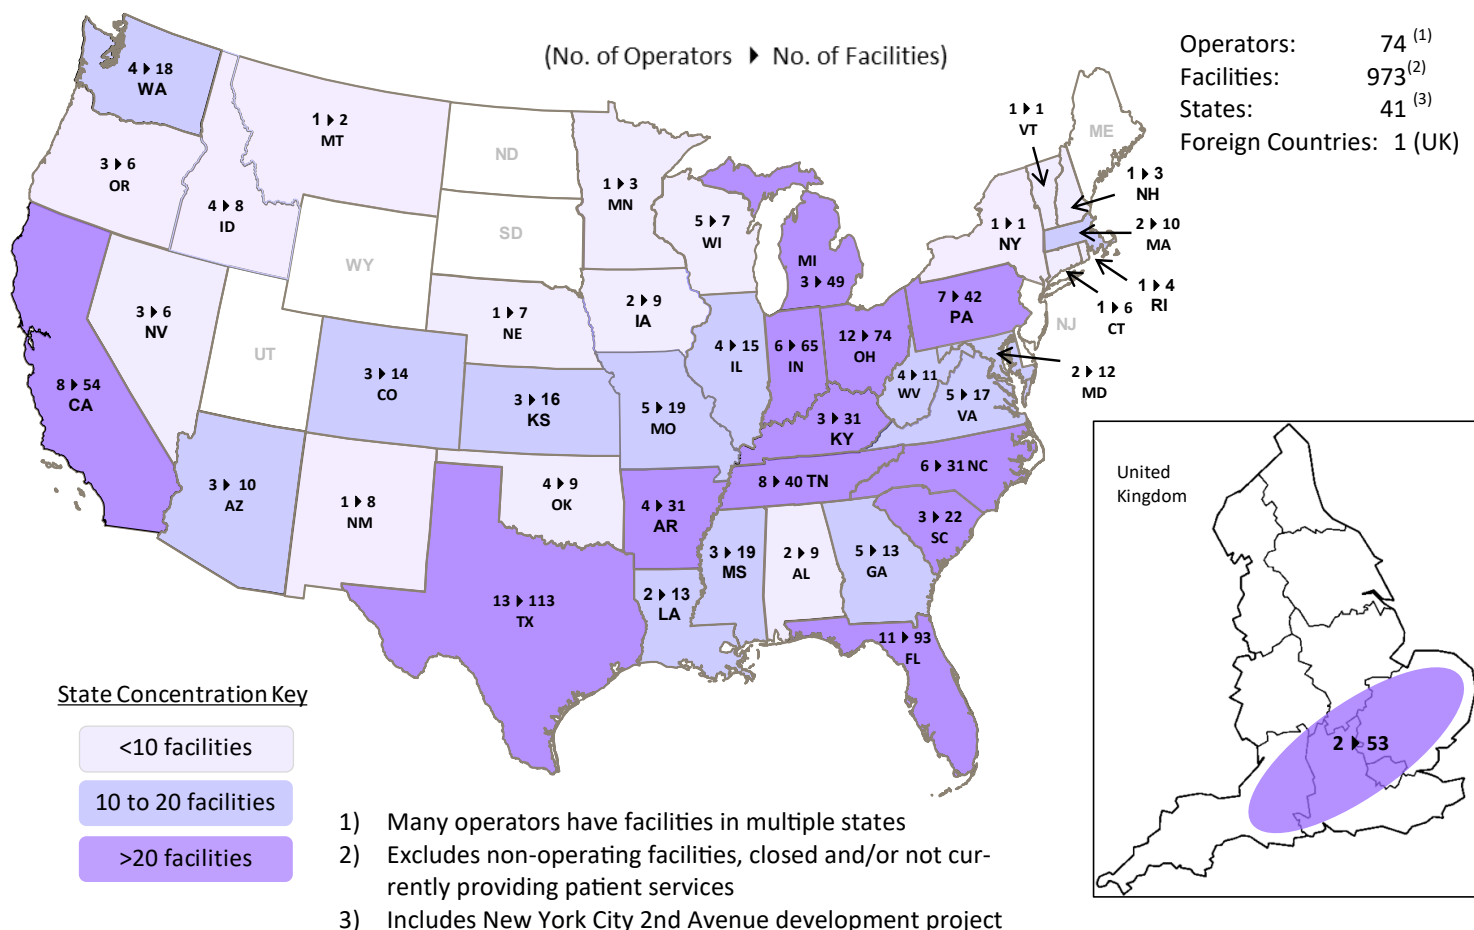 (No. of Operators ▶ No. of Facilities)
Operators: 74 (1)
Facilities: 973(2)
States: 41 (3)
Foreign Countries: 1 (UK)
4 ▶ 18
WA
3 ▶ 6
OR
1 ▶ 2
MT
4 ▶ 8
ID
ND
SD
WY
1 ▶ 3
MN
5 ▶ 7
WI
MI
3 ▶ 49
1 ▶ 1
NY
1 ▶ 1
VT
ME
1 ▶ 3
NH
2 ▶ 10
MA
1 ▶ 4
RI
1 ▶ 6
CT
NJ
3 ▶ 6
NV
UT
8 ▶ 54
CA
3 ▶ 14
CO
1 ▶ 7
NE
2 ▶ 9
IA
3 ▶ 16
KS
5 ▶ 19
MO
4 ▶ 15
IL
6 ▶ 65
IN
12 ▶ 74
OH
7 ▶ 42
PA
4 ▶ 11
WV
5 ▶ 17
VA
2 ▶ 12
MD
3 ▶ 31
KY
8 ▶ 40 TN
6 ▶ 31 NC
3 ▶ 22
SC
3 ▶ 10
AZ
1 ▶ 8
NM
4 ▶ 9
OK
4 ▶ 31
AR
13 ▶ 113
TX
2 ▶ 13
LA
3 ▶ 19
MS
2 ▶ 9
AL
5 ▶ 13
GA
11 ▶ 93
FL
United
Kingdom
2 ▶ 53
State Concentration Key
<10 facilities
10 to 20 facilities
>20 facilities
1) Many operators have facilities in multiple states
2) Excludes non-operating facilities, closed and/or not cur-
rently providing patient services
3) Includes New York City 2nd Avenue development project